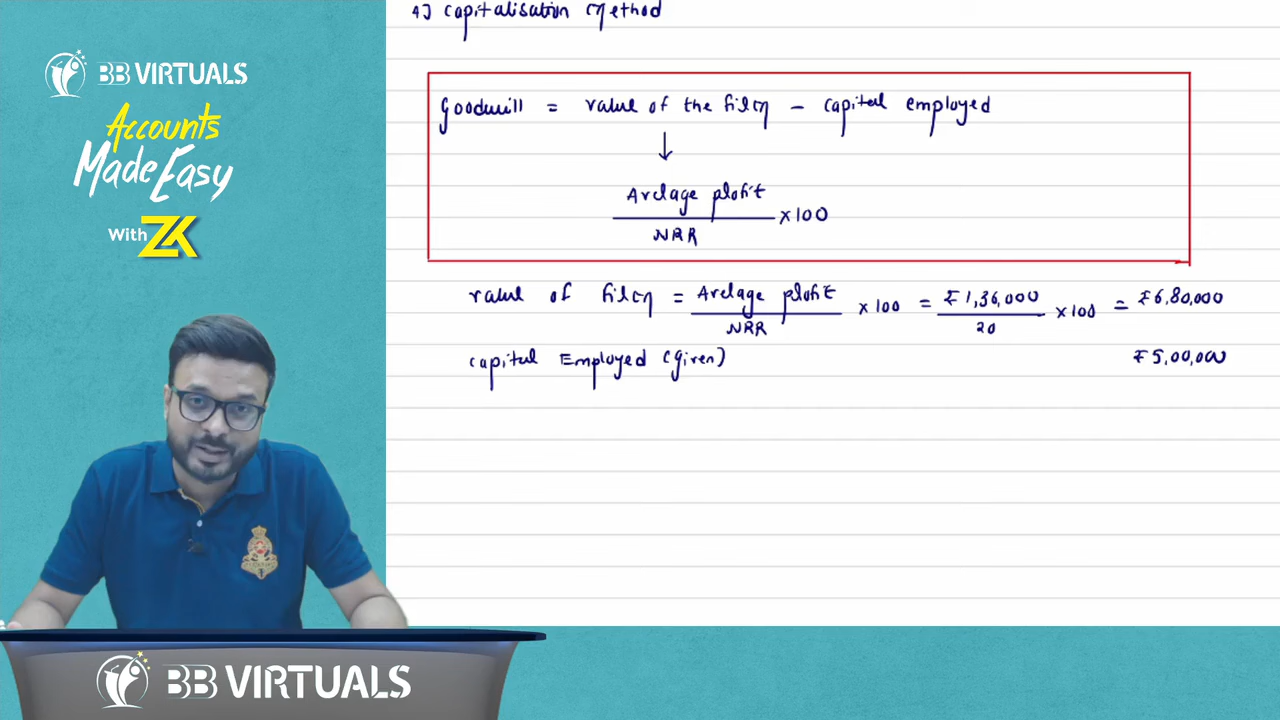 BB VIRTUALS
Accounts
Made Easy
With ZK
4) Capitalisation Method
Goodwill = Value of the firm - capital employed
↓
Average profit
NRR
×100
Value of firm = Average profit / NRR × 100 = ₹1,36,000 / 20 × 100 = ₹6,80,000
Capital Employed (given) ₹5,00,000
BB VIRTUALS